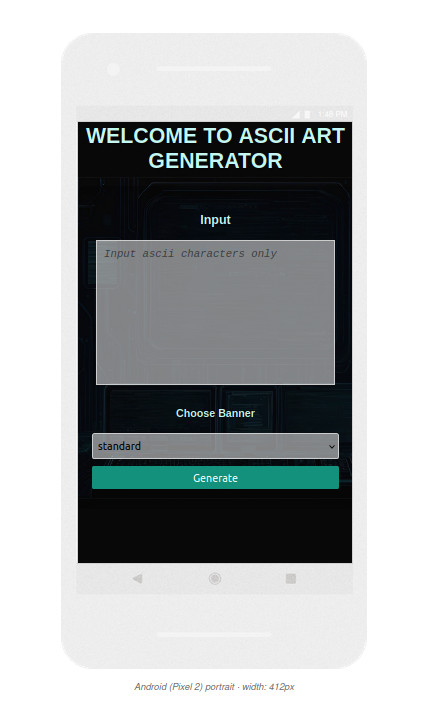 WELCOME TO ASCII ART
GENERATOR
Input
Input ascii characters only
Choose Banner
standard
Generate
Android (Pixel 2) portrait · width: 412px